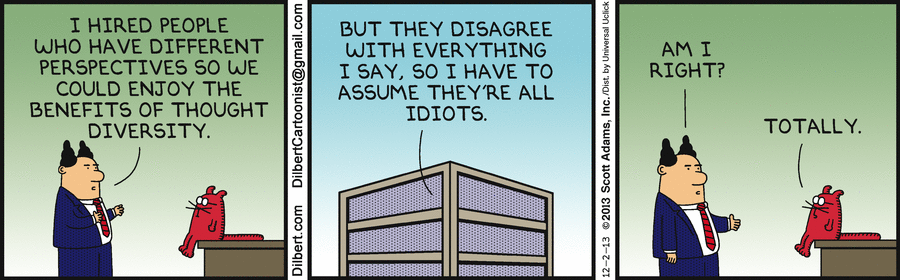 I HIRED PEOPLE
WHO HAVE DIFFERENT
PERSPECTIVES SO WE
COULD ENJOY THE
BENEFITS OF THOUGHT
DIVERSITY.
Dilbert.com DilbertCartoonist@gmail.com
BUT THEY DISAGREE
WITH EVERYTHING
I SAY, SO I HAVE TO
ASSUME THEY'RE ALL
IDIOTS.
12-2-13 © 2013 Scott Adams, Inc. /Dist. by Universal Uclick
AM I
RIGHT?
TOTALLY.